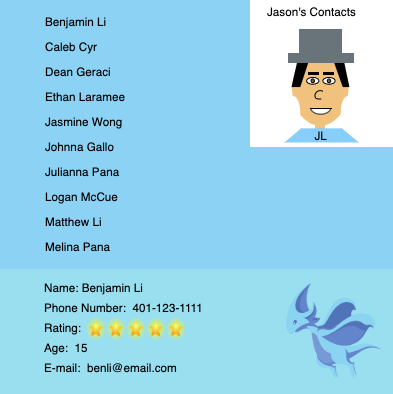 Jason's Contacts
JL
Benjamin Li
Caleb Cyr
Dean Geraci
Ethan Laramee
Jasmine Wong
Johnna Gallo
Julianna Pana
Logan McCue
Matthew Li
Melina Pana
Name: Benjamin Li
Phone Number: 401-123-1111
Rating:
Age: 15
E-mail: benli@email.com